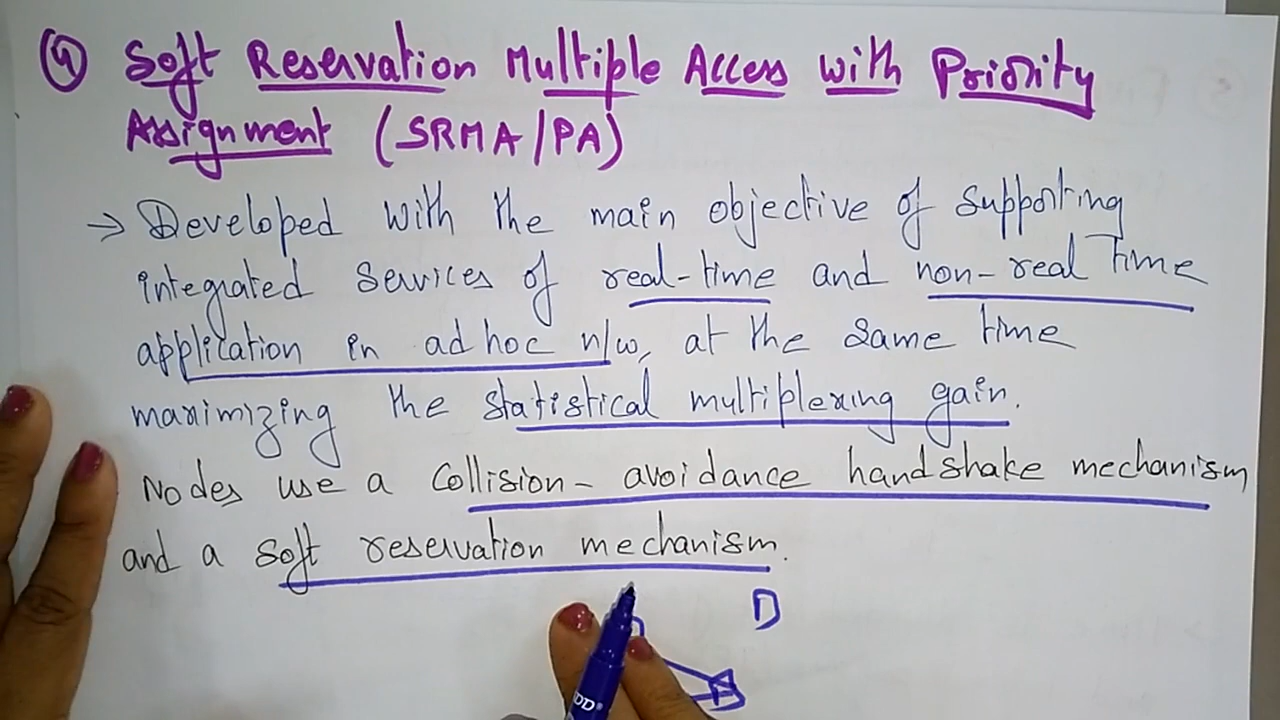 ④ Soft Reservation Multiple Access with Priority
Assignment (SRMA/PA)
→ Developed with the main objective of supporting
integrated services of real-time and non-real Time
application in ad hoc n/w, at the same time
maximizing the statistical multiplexing gain.
Nodes use a Collision-avoidance handshake mechanism
and a soft reservation mechanism.
D